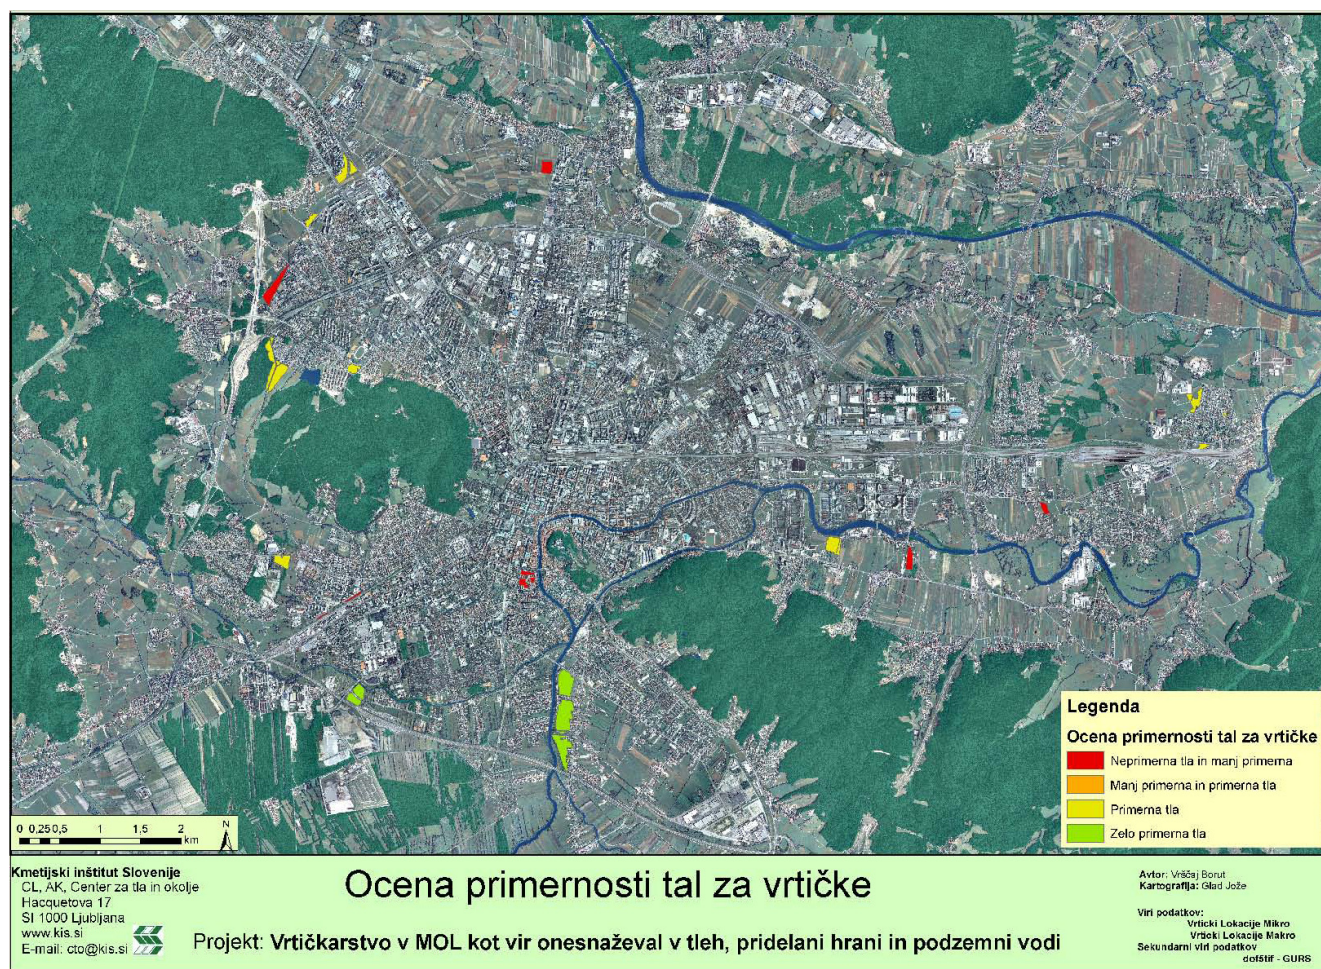 Legenda
Ocena primernosti tal za vrtičke
Neprimerna tla in manj primerna
Manj primerna in primerna tla
Primerna tla
Zelo primerna tla
0 0,25 0,5 1 1,5 2
km
N
Kmetijski inštitut Slovenije
CL, AK, Center za tla in okolje
Hacquetova 17
SI 1000 Ljubljana
www.kis.si
E-mail: cto@kis.si
Ocena primernosti tal za vrtičke
Projekt: Vrtičkarstvo v MOL kot vir onesnaževal v tleh, pridelani hrani in podzemni vodi
Avtor: Vrščaj Borut
Kartografija: Glad Jože
Viri podatkov:
Vrticki Lokacije Mikro
Vrticki Lokacije Makro
Sekundarni viri podatkov
dof5tif - GURS